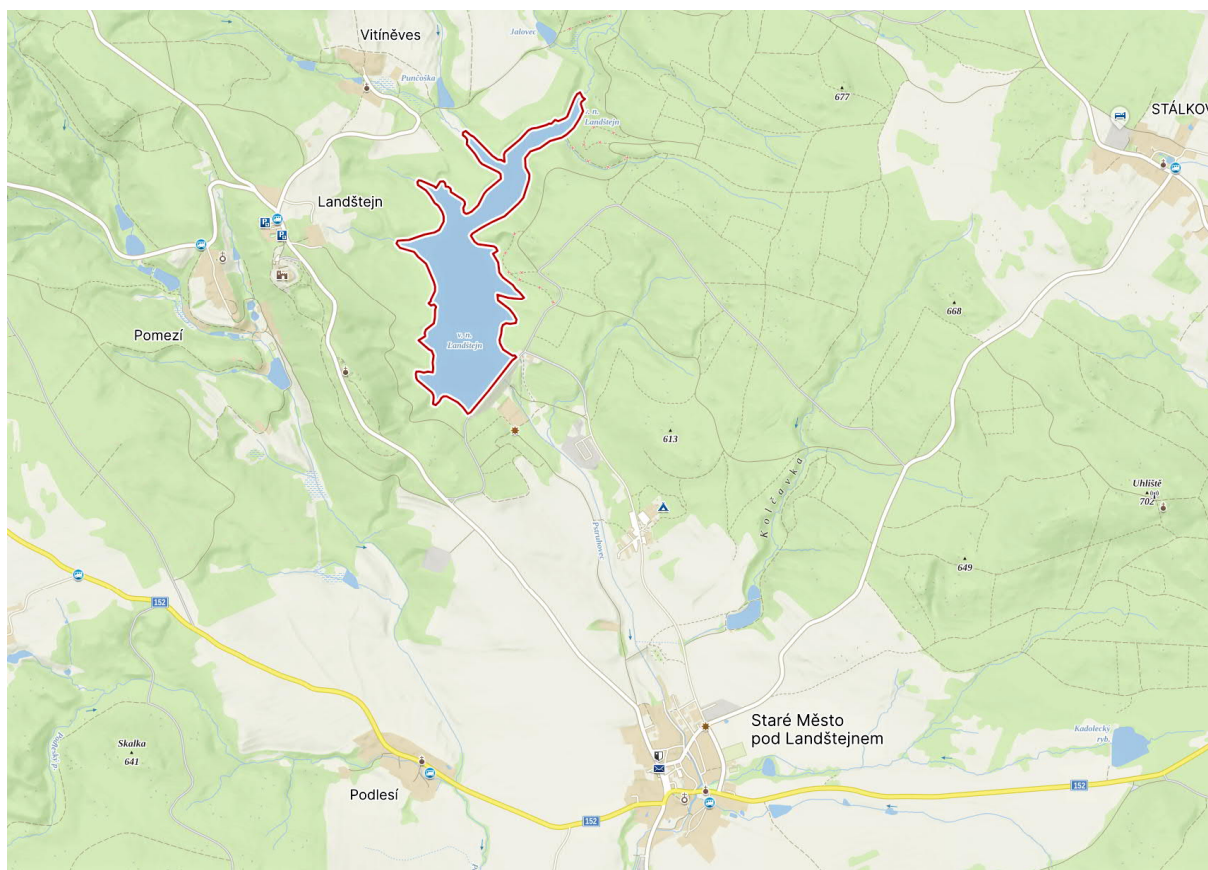 Vitíněves
Jalovec
Punčoška
677
n.
Landštejn
STÁLKOV
Landštejn
P
P
668
Pomezí
v. n.
Landštejn
613
Kolčavka
Uhliště
702
Pstruhovec
649
152
Staré Město
pod Landštejnem
Kadolecký
ryb.
Skalka
641
152
Podlesí
152